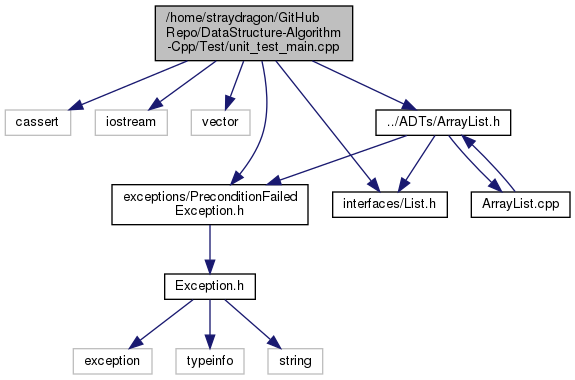 /home/straydragon/GitHub
Repo/DataStructure-Algorithm
-Cpp/Test/unit_test_main.cpp
cassert
iostream
vector
../ADTs/ArrayList.h
exceptions/PreconditionFailed
Exception.h
interfaces/List.h
ArrayList.cpp
Exception.h
exception
typeinfo
string